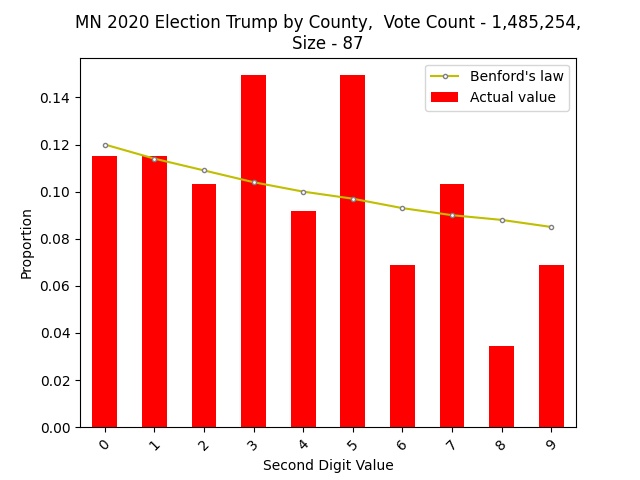 MN 2020 Election Trump by County,  Vote Count - 1,485,254,
Size - 87
Benford's law
Actual value
0.14
0.12
0.10
0.08
0.06
0.04
0.02
0.00
Proportion
0 1 2 3 4 5 6 7 8 9
Second Digit Value